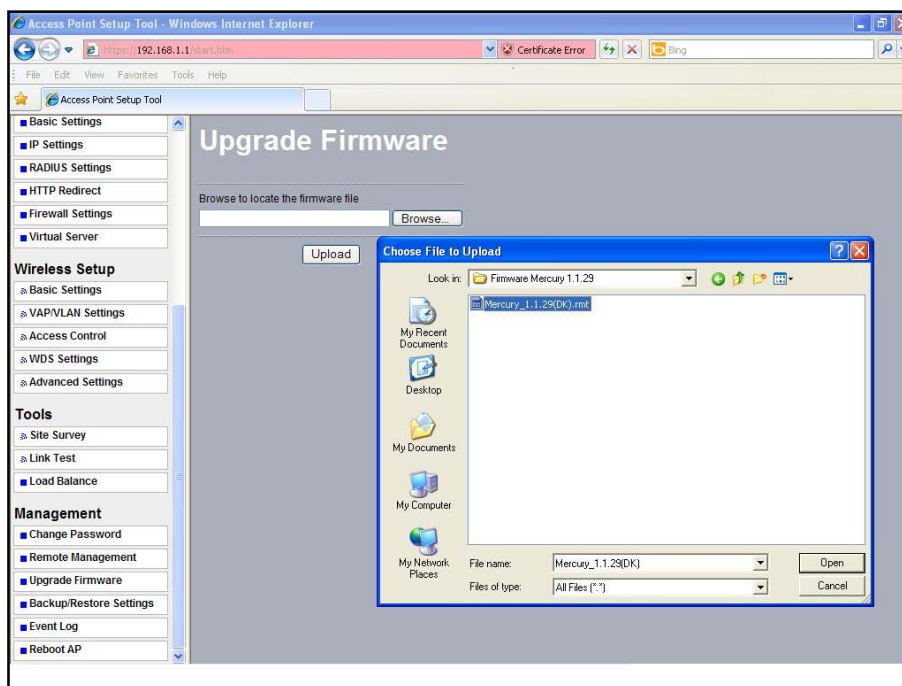 Access Point Setup Tool - Windows Internet Explorer
https://192.168.1.1/start.htm
Certificate Error
Bing
File Edit View Favorites Tools Help
Access Point Setup Tool
Basic Settings
IP Settings
RADIUS Settings
HTTP Redirect
Firewall Settings
Virtual Server
Wireless Setup
Basic Settings
VAP/VLAN Settings
Access Control
WDS Settings
Advanced Settings
Tools
Site Survey
Link Test
Load Balance
Management
Change Password
Remote Management
Upgrade Firmware
Backup/Restore Settings
Event Log
Reboot AP
Upgrade Firmware
Browse to locate the firmware file
Browse...
Upload
Choose File to Upload
Look in: Firmware Mercury 1.1.29
Mercury_1.1.29(DK).rmt
My Recent
Documents
Desktop
My Documents
My Computer
My Network
Places
File name: Mercury_1.1.29(DK)
Open
Files of type: All Files (*.*)
Cancel